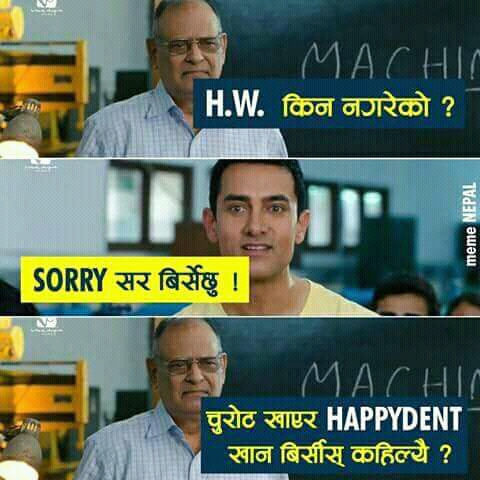 MACHIN
H.W. किन नगरेको ?
meme NEPAL
SORRY सर बिर्सेछु !
MACHIN
चुरोट खाएर HAPPYDENT
खान बिर्सीस् कहिल्यै ?